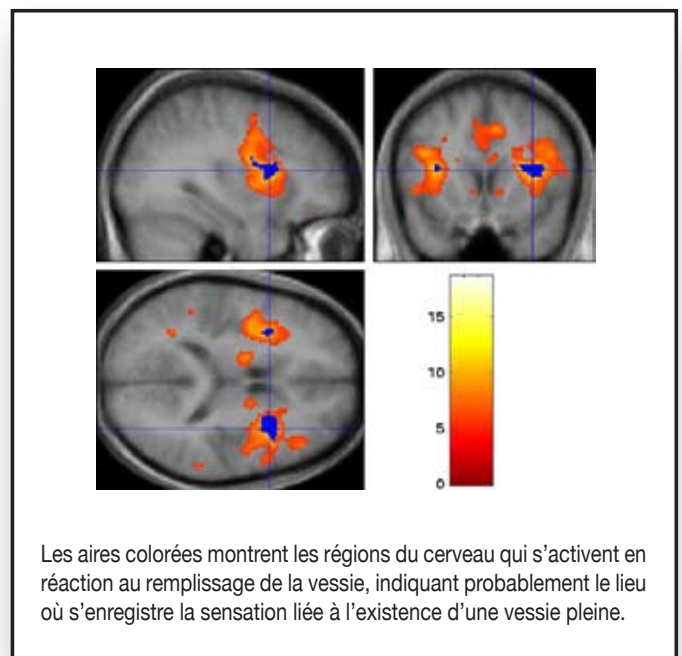 15
10
5
0
Les aires colorées montrent les régions du cerveau qui s’activent en
réaction au remplissage de la vessie, indiquant probablement le lieu
où s’enregistre la sensation liée à l’existence d’une vessie pleine.